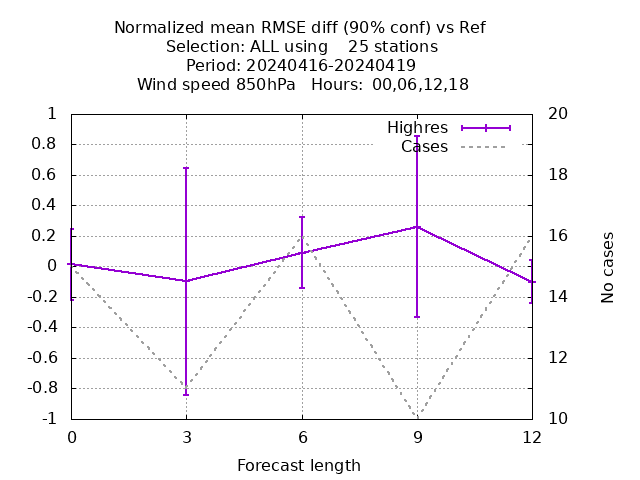 Normalized mean RMSE diff (90% conf) vs Ref
Selection: ALL using    25 stations
Period: 20240416-20240419
Wind speed 850hPa   Hours:  00,06,12,18
Highres
Cases
1
0.8
0.6
0.4
0.2
0
-0.2
-0.4
-0.6
-0.8
-1
20
18
16
14
12
10
No cases
0 3 6 9 12
Forecast length